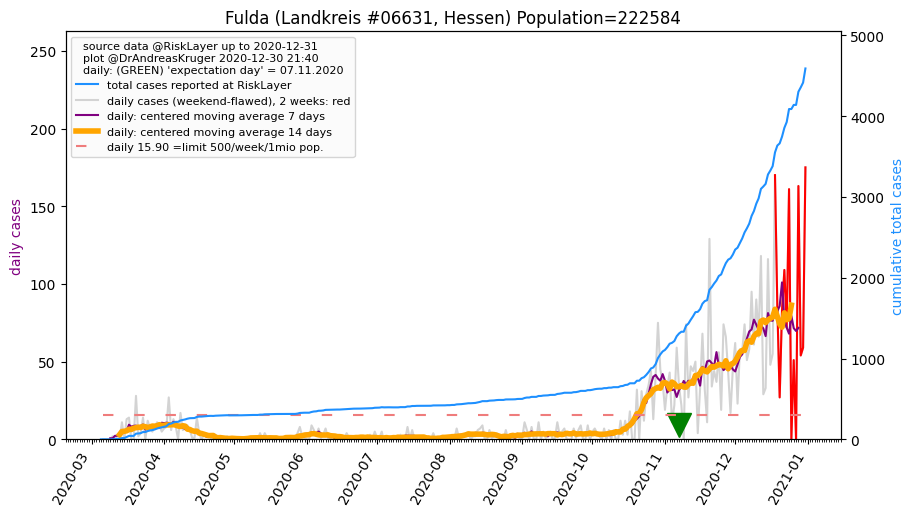 Fulda (Landkreis #06631, Hessen) Population=222584
source data @RiskLayer up to 2020-12-31
plot @DrAndreasKruger 2020-12-30 21:40
daily: (GREEN) 'expectation day' = 07.11.2020
total cases reported at RiskLayer
daily cases (weekend-flawed), 2 weeks: red
daily: centered moving average 7 days
daily: centered moving average 14 days
daily 15.90 =limit 500/week/1mio pop.
daily cases
250
200
150
100
50
0
5000
4000
3000
2000
1000
0
cumulative total cases
2020-03
2020-04
2020-05
2020-06
2020-07
2020-08
2020-09
2020-10
2020-11
2020-12
2021-01